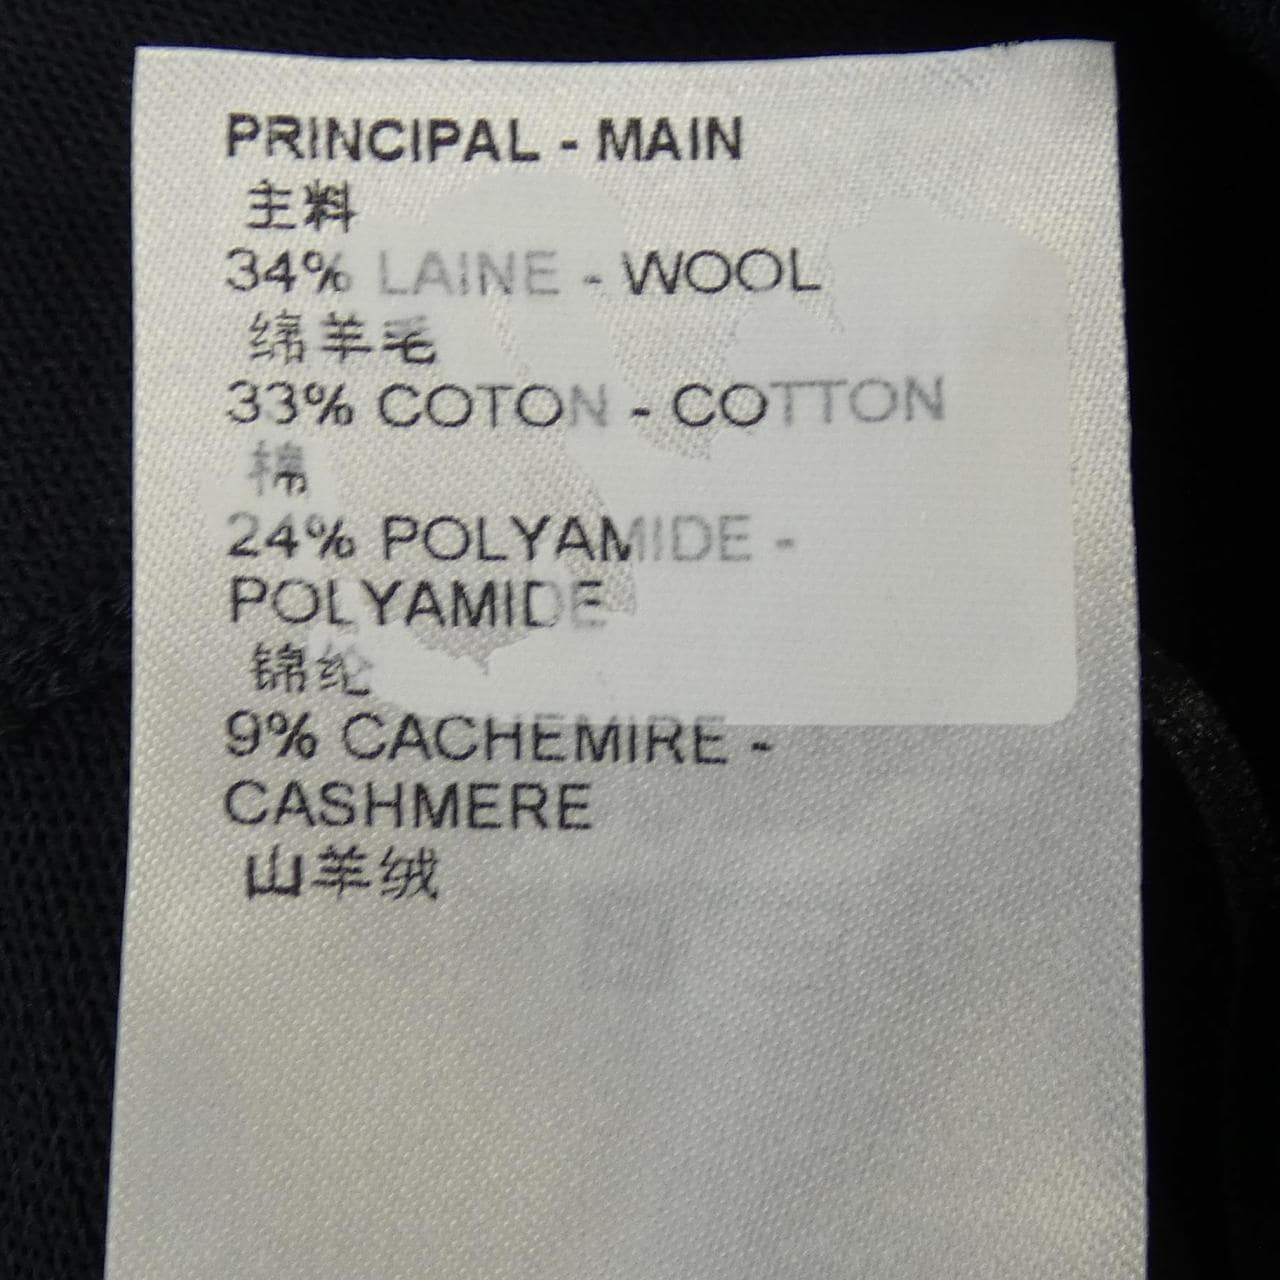 PRINCIPAL - MAIN
主料
34% LAINE - WOOL
绵羊毛
33% COTON - COTTON
棉
24% POLYAMIDE -
POLYAMIDE
锦纶
9% CACHEMIRE -
CASHMERE
山羊绒